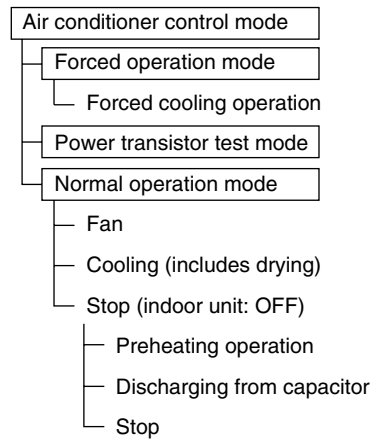 Air conditioner control mode
Forced operation mode
Forced cooling operation
Power transistor test mode
Normal operation mode
Fan
Cooling (includes drying)
Stop (indoor unit: OFF)
Preheating operation
Discharging from capacitor
Stop